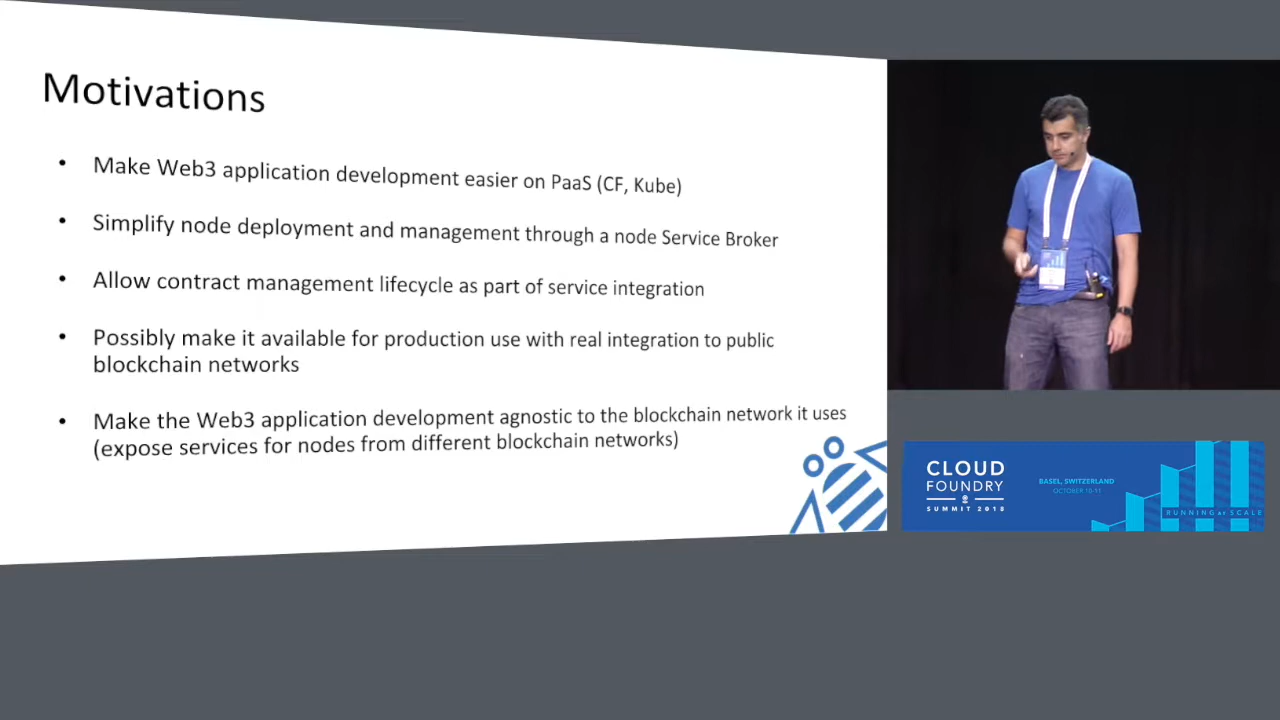 Motivations
• Make Web3 application development easier on PaaS (CF, Kube)
• Simplify node deployment and management through a node Service Broker
• Allow contract management lifecycle as part of service integration
• Possibly make it available for production use with real integration to public
blockchain networks
• Make the Web3 application development agnostic to the blockchain network it uses
(expose services for nodes from different blockchain networks)
CLOUD
FOUNDRY
SUMMIT 2018
BASEL, SWITZERLAND
OCTOBER 10-11
RUNNING AT SCALE